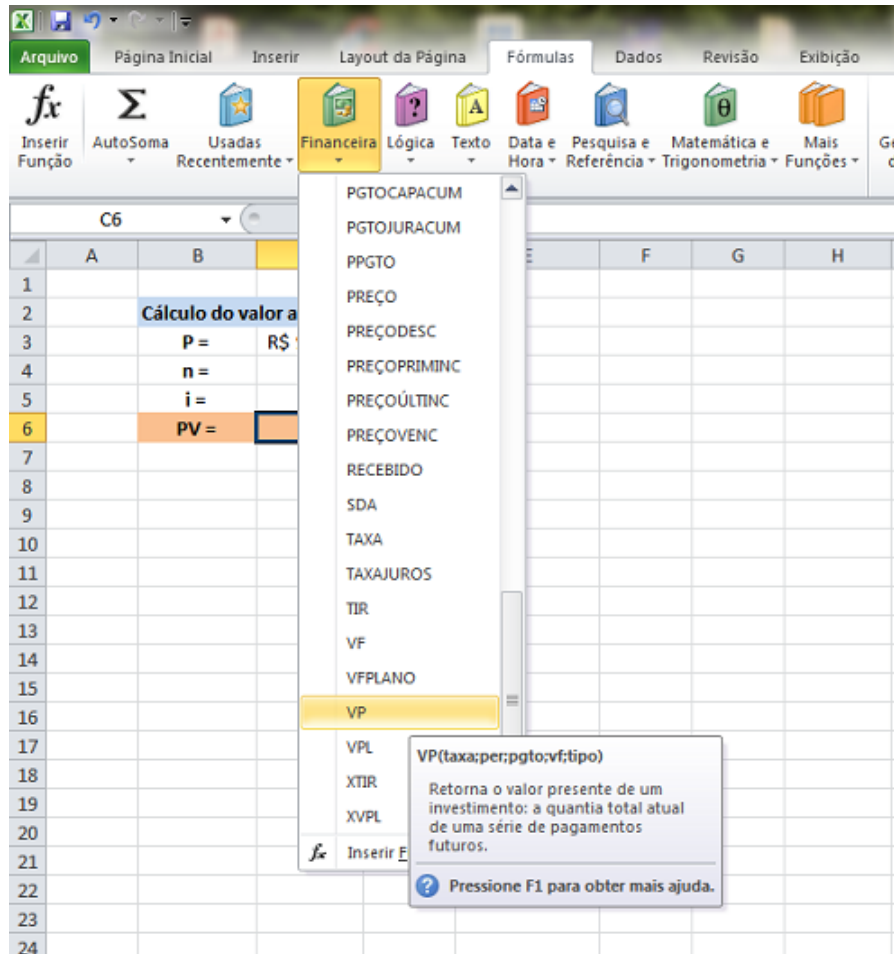 Arquivo Página Inicial Inserir Layout da Página Fórmulas Dados Revisão Exibição
fx Σ ? A θ
Inserir Função
AutoSoma
Usadas Recentemente
Financeira
Lógica
Texto
Data e Hora
Pesquisa e Referência
Matemática e Trigonometria
Mais Funções
C6
A B E F G H
1
2 Cálculo do valor a
3 P = R$
4 n =
5 i =
6 PV =
7
8
9
10
11
12
13
14
15
16
17
18
19
20
21
22
23
24
PGTOCAPACUM
PGTOJURACUM
PPGTO
PREÇO
PREÇODESC
PREÇOPRIMINC
PREÇOÚLTINC
PREÇOVENC
RECEBIDO
SDA
TAXA
TAXAJUROS
TIR
VF
VFPLANO
VP
VPL
XTIR
XVPL
fx Inserir F
VP(taxa;per;pgto;vf;tipo)
Retorna o valor presente de um
investimento: a quantia total atual
de uma série de pagamentos
futuros.
? Pressione F1 para obter mais ajuda.